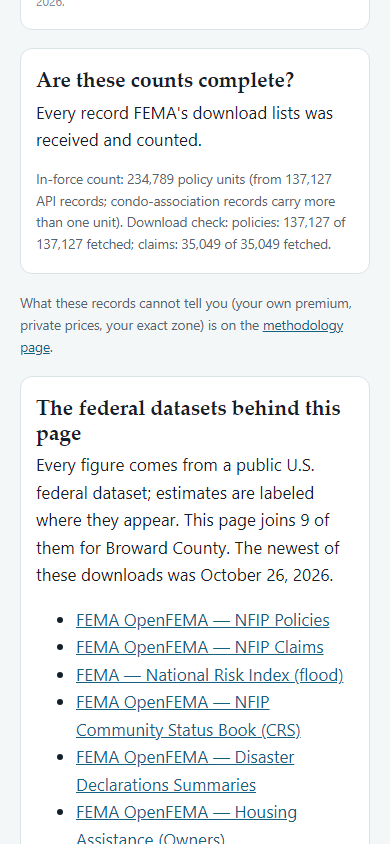 2026.
Are these counts complete?
Every record FEMA's download lists was
received and counted.
In-force count: 234,789 policy units (from 137,127
API records; condo-association records carry more
than one unit). Download check: policies: 137,127 of
137,127 fetched; claims: 35,049 of 35,049 fetched.
What these records cannot tell you (your own premium,
private prices, your exact zone) is on the methodology
page.
The federal datasets behind this
page
Every figure comes from a public U.S.
federal dataset; estimates are labeled
where they appear. This page joins 9 of
them for Broward County. The newest of
these downloads was October 26, 2026.
• FEMA OpenFEMA — NFIP Policies
• FEMA OpenFEMA — NFIP Claims
• FEMA — National Risk Index (flood)
• FEMA OpenFEMA — NFIP
Community Status Book (CRS)
• FEMA OpenFEMA — Disaster
Declarations Summaries
• FEMA OpenFEMA — Housing
Assistance (Owners)